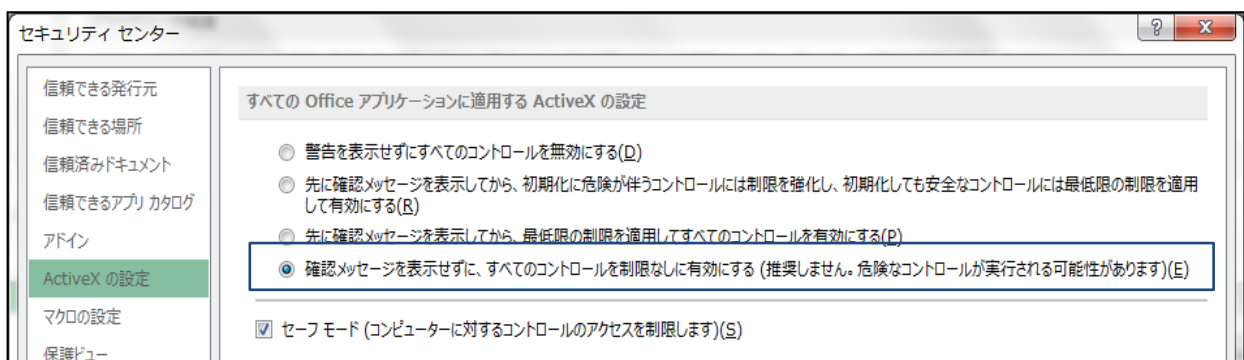 セキュリティ センター
信頼できる発行元
信頼できる場所
信頼済みドキュメント
信頼できるアプリ カタログ
アドイン
ActiveX の設定
マクロの設定
保護ビュー
すべての Office アプリケーションに適用する ActiveX の設定
警告を表示せずにすべてのコントロールを無効にする(D)
先に確認メッセージを表示してから、初期化に危険が伴うコントロールには制限を強化し、初期化しても安全なコントロールには最低限の制限を適用
して有効にする(R)
先に確認メッセージを表示してから、最低限の制限を適用してすべてのコントロールを有効にする(P)
確認メッセージを表示せずに、すべてのコントロールを制限なしに有効にする (推奨しません。危険なコントロールが実行される可能性があります)(E)
セーフ モード (コンピューターに対するコントロールのアクセスを制限します)(S)